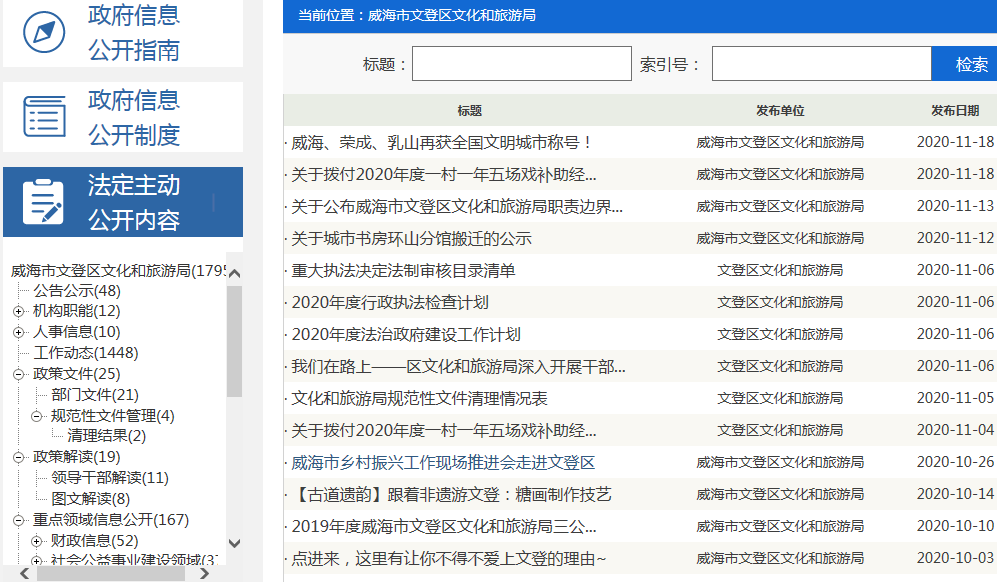 政府信息
公开指南
政府信息
公开制度
法定主动
公开内容
威海市文登区文化和旅游局(1795
公告公示(48)
机构职能(12)
人事信息(10)
工作动态(1448)
政策文件(25)
部门文件(21)
规范性文件管理(4)
清理结果(2)
政策解读(19)
领导干部解读(11)
图文解读(8)
重点领域信息公开(167)
财政信息(52)
社会公益事业建设领域(3
当前位置：威海市文登区文化和旅游局
标题： 索引号： 检索
标题 发布单位 发布日期
· 威海、荣成、乳山再获全国文明城市称号！ 威海市文登区文化和旅游局 2020-11-18
· 关于拨付2020年度一村一年五场戏补助经... 威海市文登区文化和旅游局 2020-11-18
· 关于公布威海市文登区文化和旅游局职责边界... 威海市文登区文化和旅游局 2020-11-13
· 关于城市书房环山分馆搬迁的公示 威海市文登区文化和旅游局 2020-11-12
· 重大执法决定法制审核目录清单 文登区文化和旅游局 2020-11-06
· 2020年度行政执法检查计划 文登区文化和旅游局 2020-11-06
· 2020年度法治政府建设工作计划 文登区文化和旅游局 2020-11-06
· 我们在路上——区文化和旅游局深入开展干部... 文登区文化和旅游局 2020-11-06
· 文化和旅游局规范性文件清理情况表 文登区文化和旅游局 2020-11-05
· 关于拨付2020年度一村一年五场戏补助经... 文登区文化和旅游局 2020-11-04
· 威海市乡村振兴工作现场推进会走进文登区 威海市文登区文化和旅游局 2020-10-26
· 【古道遗韵】跟着非遗游文登：糖画制作技艺 威海市文登区文化和旅游局 2020-10-14
· 2019年度威海市文登区文化和旅游局三公... 威海市文登区文化和旅游局 2020-10-10
· 点进来，这里有让你不得不爱上文登的理由~ 威海市文登区文化和旅游局 2020-10-03